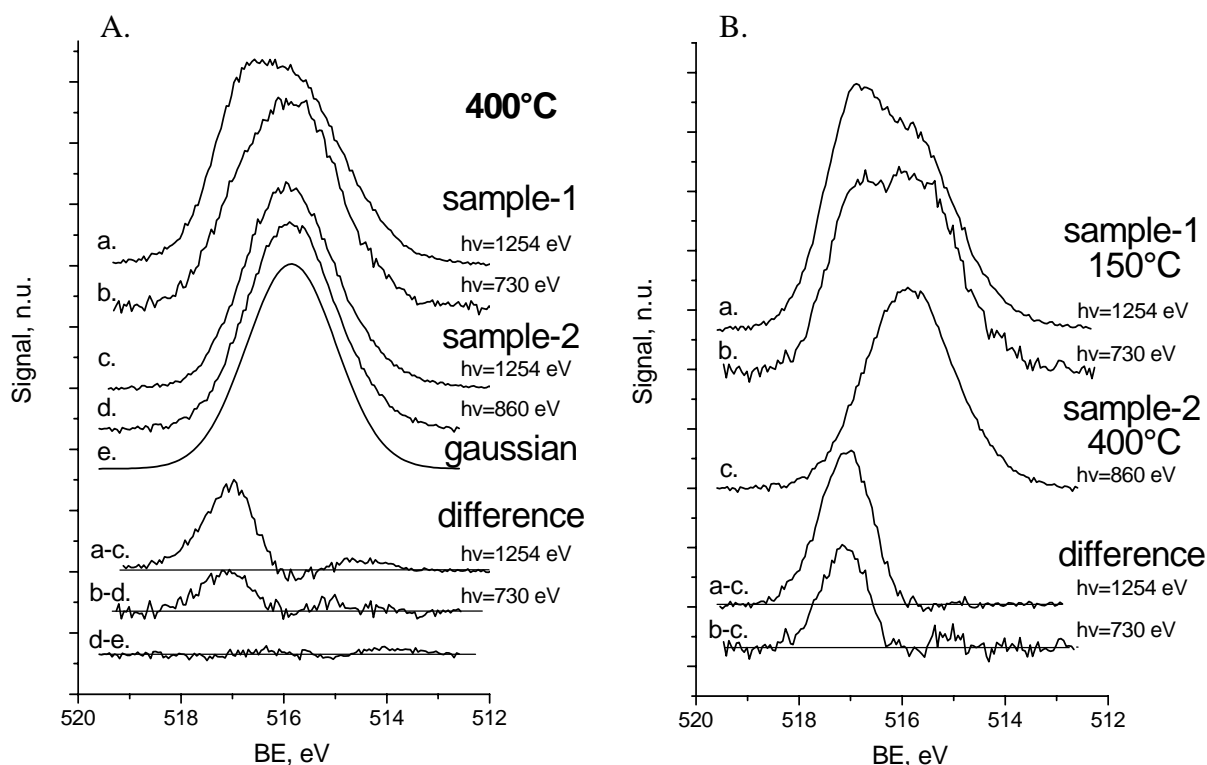 A.
400°C
sample-1
a.
hv=1254 eV
b.
hv=730 eV
sample-2
c.
hv=1254 eV
d.
hv=860 eV
e.
gaussian
difference
a-c.
hv=1254 eV
b-d.
hv=730 eV
d-e.
Signal, n.u.
520
518
516
514
512
BE, eV
B.
sample-1
150°C
a.
hv=1254 eV
b.
hv=730 eV
sample-2
400°C
c.
hv=860 eV
difference
a-c.
hv=1254 eV
b-c.
hv=730 eV
Signal, n.u.
520
518
516
514
512
BE, eV